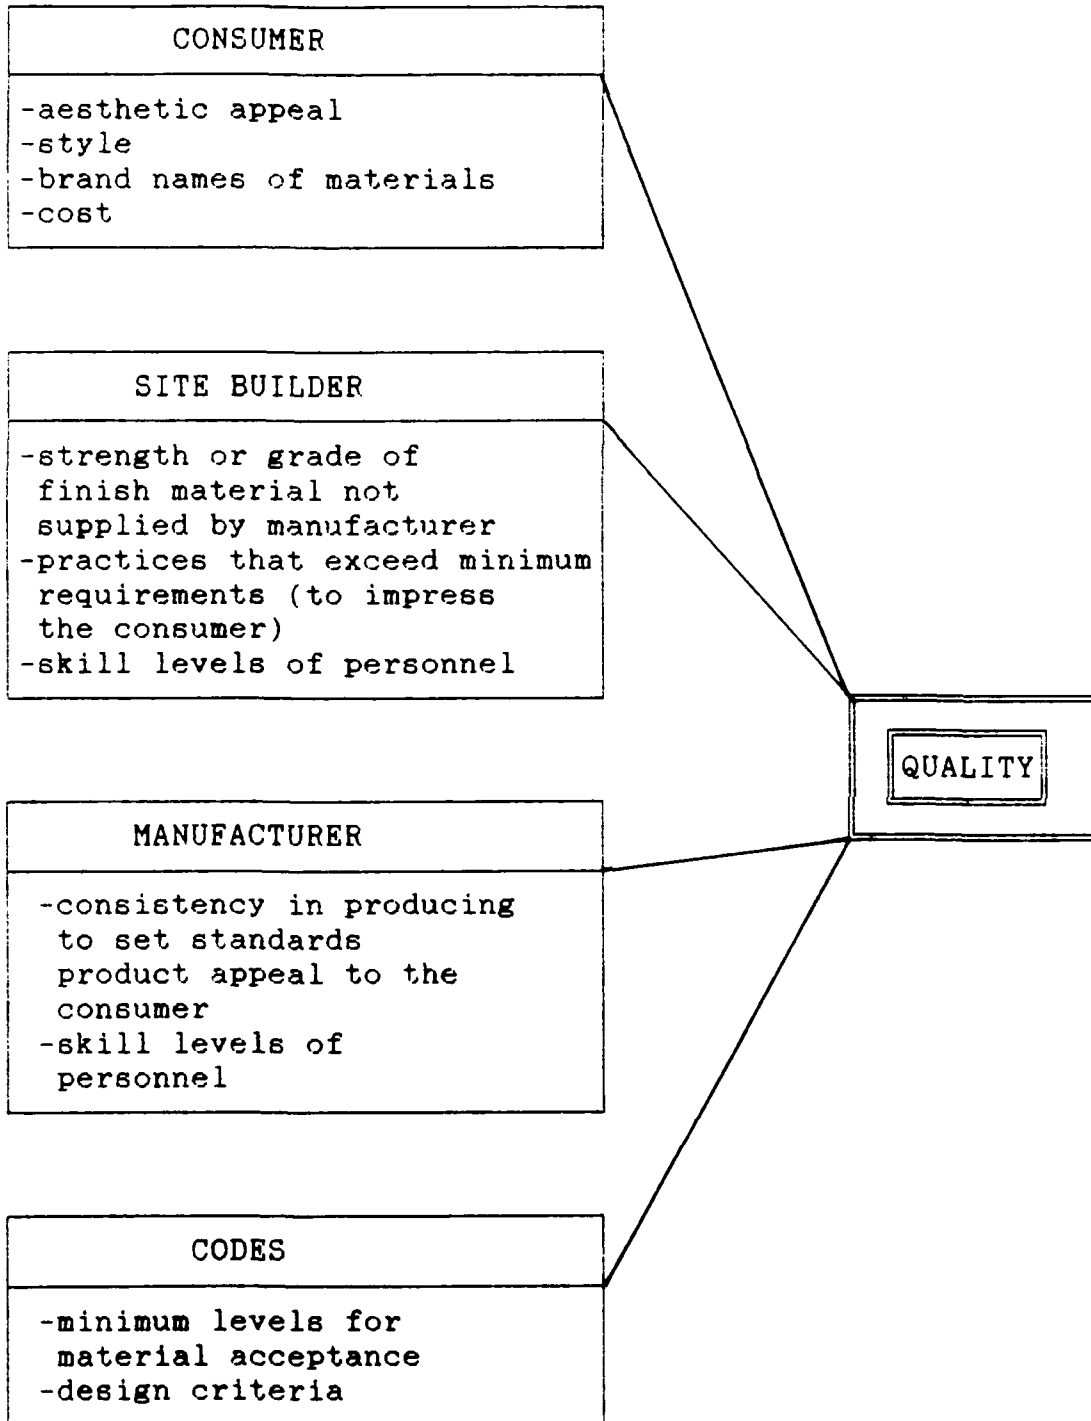 CONSUMER
-aesthetic appeal
-style
-brand names of materials
-cost
SITE BUILDER
-strength or grade of
finish material not
supplied by manufacturer
-practices that exceed minimum
requirements (to impress
the consumer)
-skill levels of personnel
QUALITY
MANUFACTURER
-consistency in producing
to set standards
product appeal to the
consumer
-skill levels of
personnel
CODES
-minimum levels for
material acceptance
-design criteria